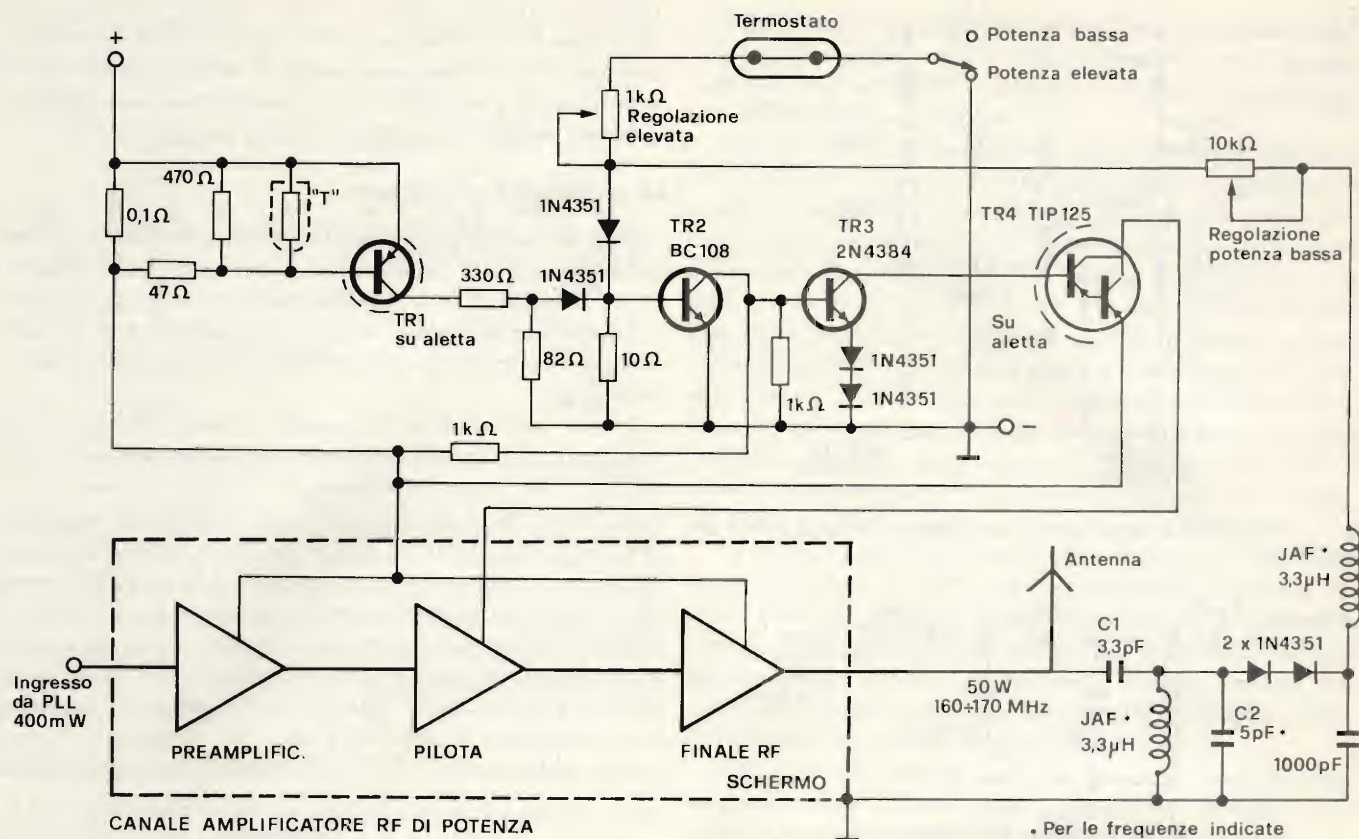 +
Termostato
Potenza bassa
Potenza elevata
1kΩ
Regolazione
elevata
10kΩ
Regolazione
potenza bassa
470Ω
"T"
0,1Ω
47Ω
TR1
su aletta
330Ω
1N4351
1N4351
82Ω
10Ω
TR2
BC108
TR3
2N4384
TR4 TIP125
Su
aletta
1kΩ
1N4351
1N4351
–
1kΩ
Antenna
JAF *
3,3µH
C1
3,3pF
2 x 1N4351
Ingresso
da PLL
400mW
50 W
160÷170 MHz
JAF *
3,3µH
C2
5pF *
1000pF
PREAMPLIFIC.
PILOTA
FINALE RF
SCHERMO
CANALE AMPLIFICATORE RF DI POTENZA
• Per le frequenze indicate